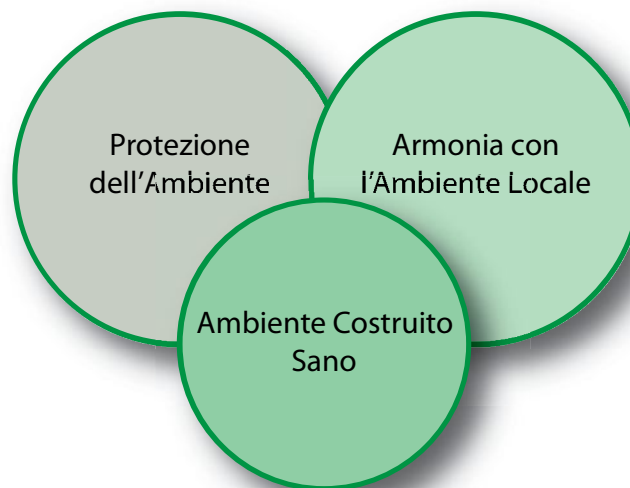 Protezione
dell'Ambiente
Armonia con
l'Ambiente Locale
Ambiente Costruito
Sano